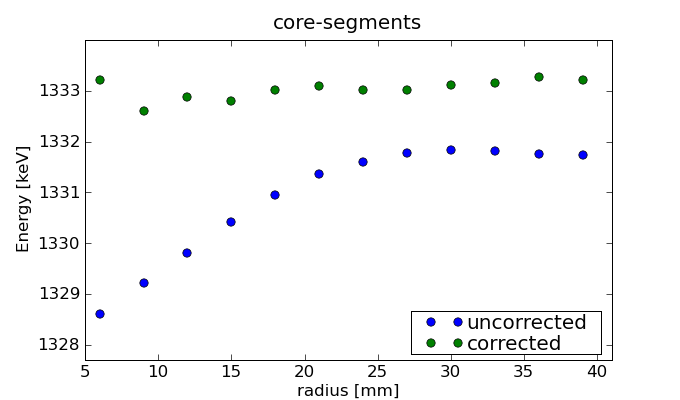 core-segments
Energy [keV]
1333
1332
1331
1330
1329
1328
uncorrected
corrected
5 10 15 20 25 30 35 40
radius [mm]